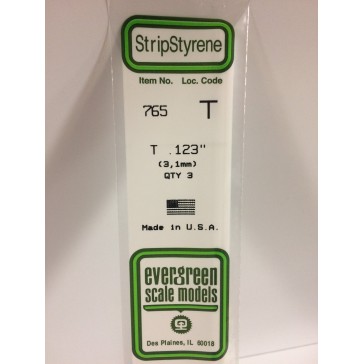 StripStyrene
Item No. Loc. Code
765 T
T .123"
(3,1mm)
QTY 3
Made in U.S.A.
evergreen
scale models
Des Plaines, IL 60018